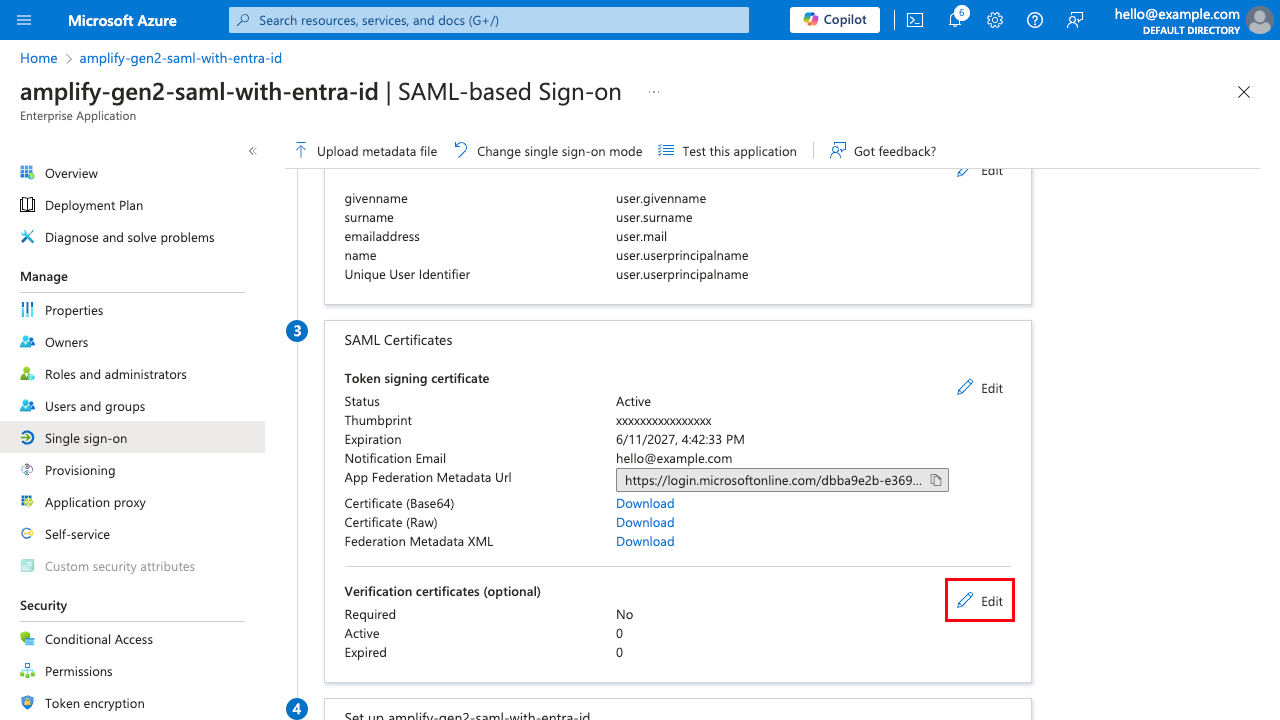 Microsoft Azure
Search resources, services, and docs (G+/)
Copilot
6
hello@example.com
DEFAULT DIRECTORY
Home > amplify-gen2-saml-with-entra-id
amplify-gen2-saml-with-entra-id | SAML-based Sign-on ...
Enterprise Application
Upload metadata file
Change single sign-on mode
Test this application
Got feedback?
Overview
Deployment Plan
Diagnose and solve problems
Manage
Properties
Owners
Roles and administrators
Users and groups
Single sign-on
Provisioning
Application proxy
Self-service
Custom security attributes
Security
Conditional Access
Permissions
Token encryption
Edit
givenname user.givenname
surname user.surname
emailaddress user.mail
name user.userprincipalname
Unique User Identifier user.userprincipalname
3
SAML Certificates
Token signing certificate
Edit
Status Active
Thumbprint xxxxxxxxxxxxxxxx
Expiration 6/11/2027, 4:42:33 PM
Notification Email hello@example.com
App Federation Metadata Url https://login.microsoftonline.com/dbba9e2b-e369...
Certificate (Base64) Download
Certificate (Raw) Download
Federation Metadata XML Download
Verification certificates (optional)
Edit
Required No
Active 0
Expired 0
4
Set up amplify-gen2-saml-with-entra-id